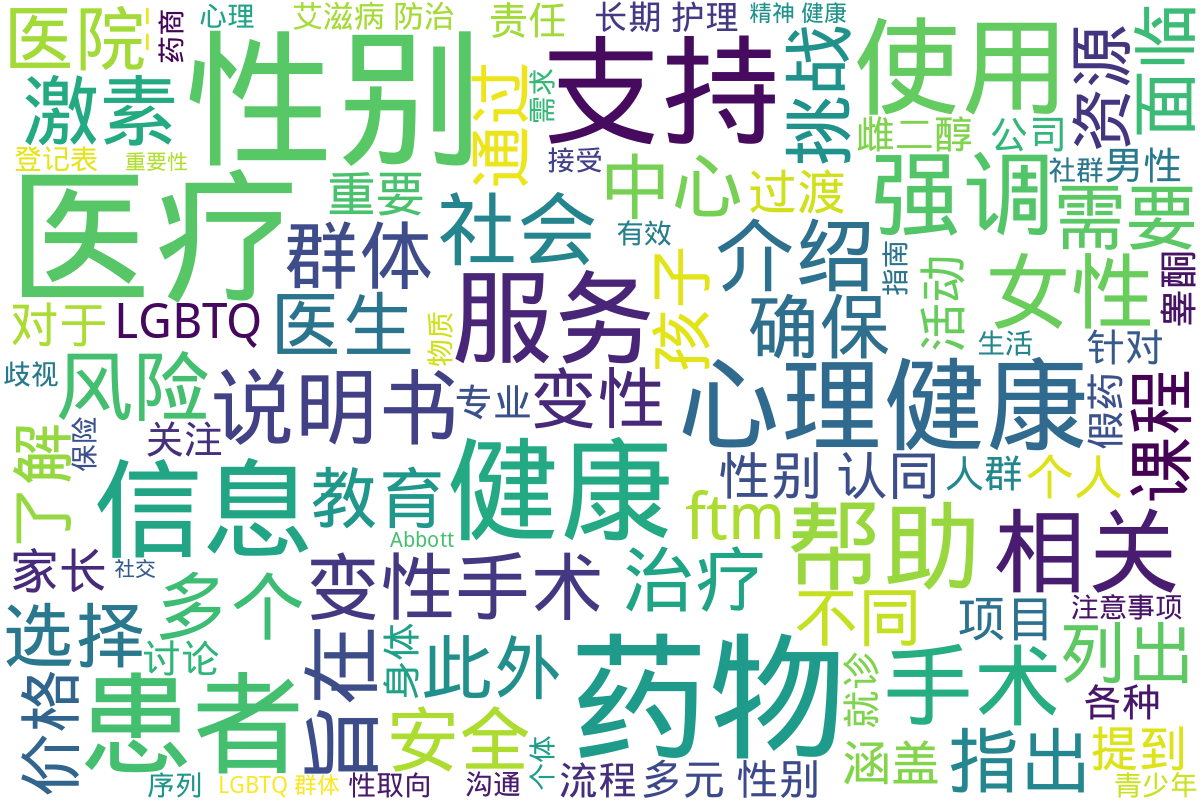 医院
药商
心理
艾滋病 防治
责任
长期 护理
精神 健康
激素
性别
通过
需求
支持
挑战
使用
资源
面临
登记表
重要性
接受
雌二醇
公司
医疗
重要
社会
中心
过渡
强调
社群
男性
需要
群体
有效
介绍
指南
对于
LGBTQ
医生
服务
孩子
确保
活动
女性
睾酮
物质
生活
针对
歧视
风险
说明书
专业
变性
心理健康
假药
课程
了解
保险
关注
信息
教育
健康
性别 认同
人群
个人
Abbott
ftm
帮助
相关
家长
社交
多个
变性手术
治疗
不同
项目
注意事项
选择
讨论
旨在
身体
此外
药物
就诊
手术
列出
各种
价格
患者
安全
个体
涵盖
指出
提到
序列
LGBTQ 群体
性取向
沟通
流程
多元 性别
青少年